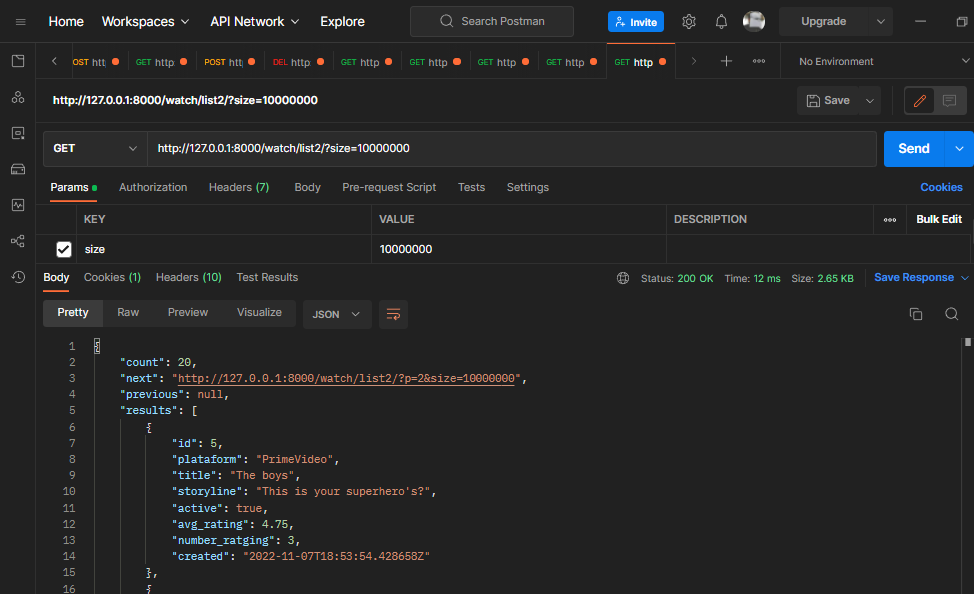 Home Workspaces API Network Explore Search Postman Invite Upgrade
OST htt GET http POST htt DEL http: GET http GET http GET http GET http GET http No Environment
http://127.0.0.1:8000/watch/list2/?size=10000000 Save
GET http://127.0.0.1:8000/watch/list2/?size=10000000 Send
Params Authorization Headers (7) Body Pre-request Script Tests Settings Cookies
KEY VALUE DESCRIPTION Bulk Edit
size 10000000
Body Cookies (1) Headers (10) Test Results Status: 200 OK Time: 12 ms Size: 2.65 KB Save Response
Pretty Raw Preview Visualize JSON
1 {
2 "count": 20,
3 "next": "http://127.0.0.1:8000/watch/list2/?p=2&size=10000000",
4 "previous": null,
5 "results": [
6 {
7 "id": 5,
8 "plataform": "PrimeVideo",
9 "title": "The boys",
10 "storyline": "This is your superhero's?",
11 "active": true,
12 "avg_rating": 4.75,
13 "number_ratging": 3,
14 "created": "2022-11-07T18:53:54.428658Z"
15 },
16 {